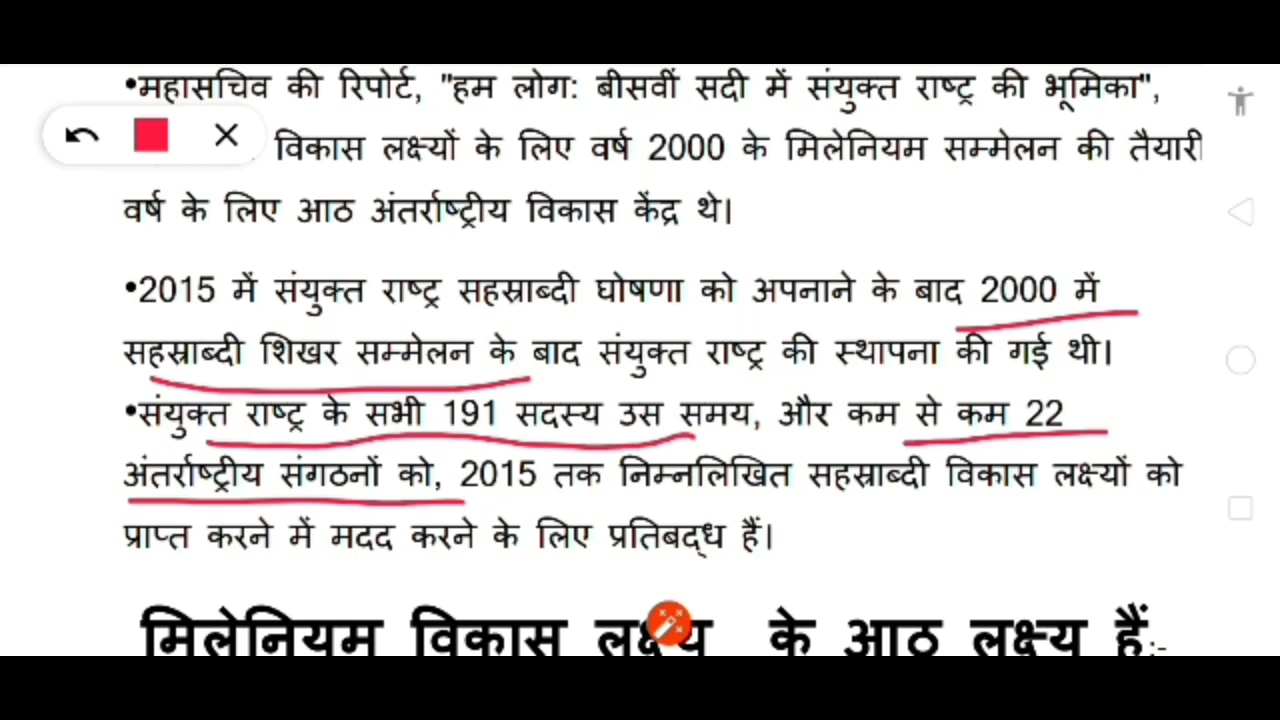 •महासचिव की रिपोर्ट, "हम लोग: बीसवीं सदी में संयुक्त राष्ट्र की भूमिका",
विकास लक्ष्यों के लिए वर्ष 2000 के मिलेनियम सम्मेलन की तैयारी
वर्ष के लिए आठ अंतर्राष्ट्रीय विकास केंद्र थे।
•2015 में संयुक्त राष्ट्र सहस्राब्दी घोषणा को अपनाने के बाद 2000 में
सहस्राब्दी शिखर सम्मेलन के बाद संयुक्त राष्ट्र की स्थापना की गई थी।
•संयुक्त राष्ट्र के सभी 191 सदस्य उस समय, और कम से कम 22
अंतर्राष्ट्रीय संगठनों को, 2015 तक निम्नलिखित सहस्राब्दी विकास लक्ष्यों को
प्राप्त करने में मदद करने के लिए प्रतिबद्ध हैं।
मिलेनियम विकास लक्ष्य के आठ लक्ष्य हैं:-